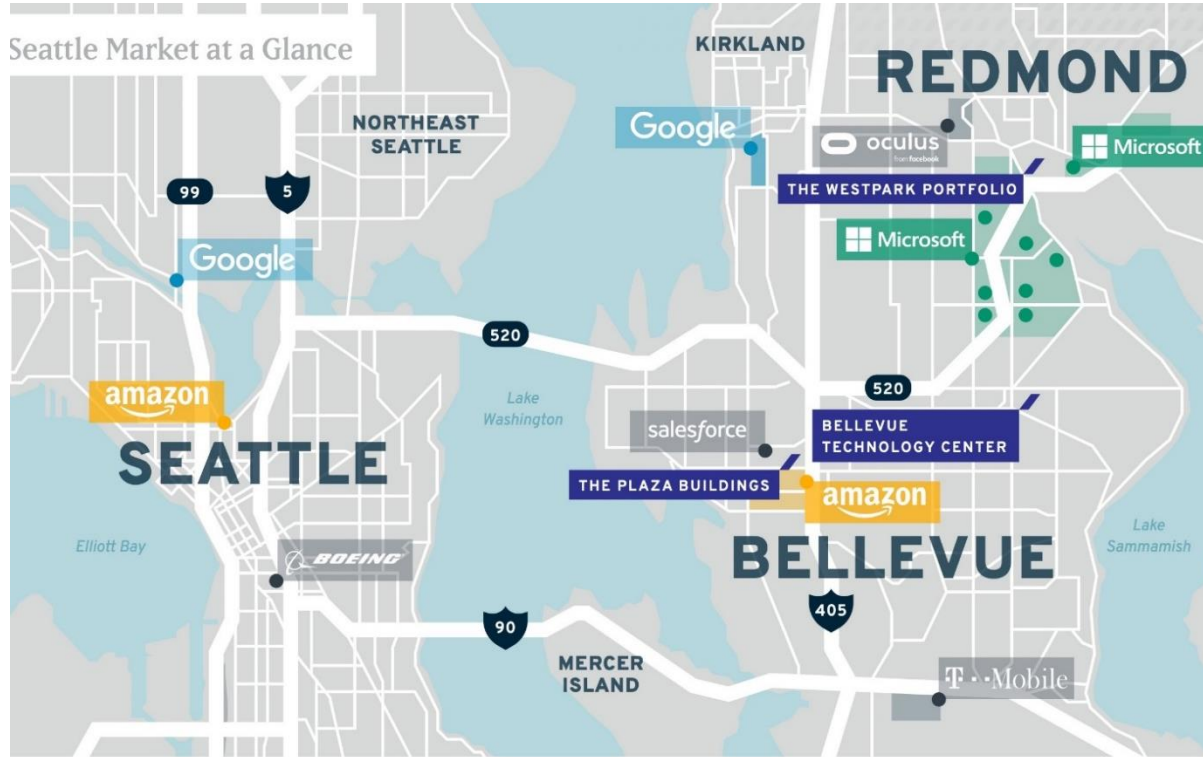 Seattle Market at a Glance
KIRKLAND
REDMOND
NORTHEAST
SEATTLE
Google
oculus
from facebook
Microsoft
99
5
THE WESTPARK PORTFOLIO
Google
Microsoft
520
520
amazon
Lake
Washington
salesforce
BELLEVUE
TECHNOLOGY CENTER
SEATTLE
THE PLAZA BUILDINGS
amazon
Elliott Bay
BOEING
BELLEVUE
Lake
Sammamish
405
90
MERCER
ISLAND
T-Mobile